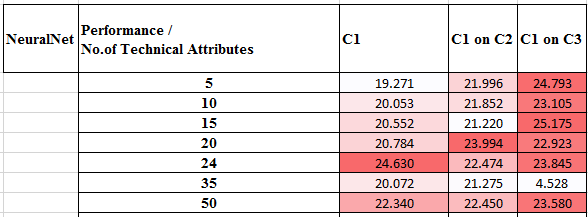 NeuralNet Performance / No.of Technical Attributes C1 C1 on C2 C1 on C3
5 19.271 21.996 24.793
10 20.053 21.852 23.105
15 20.552 21.220 25.175
20 20.784 23.994 22.923
24 24.630 22.474 23.845
35 20.072 21.275 4.528
50 22.340 22.450 23.580